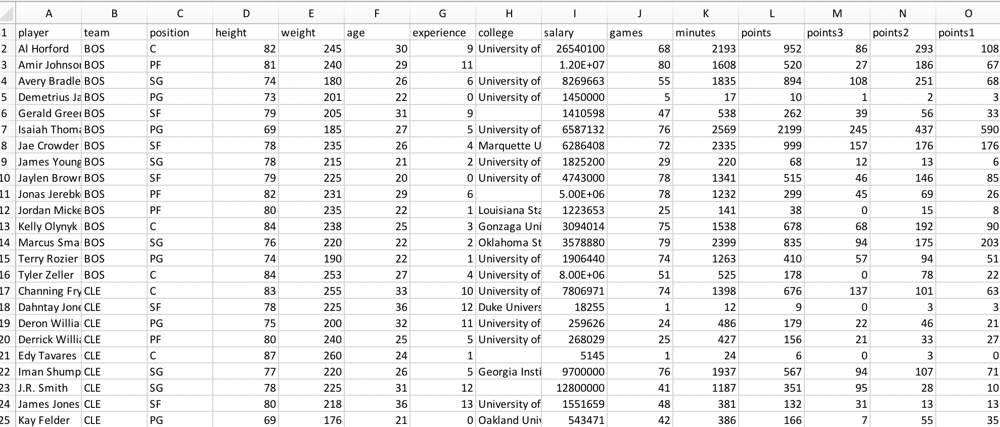 A B C D E F G H I J K L M N O
1 player team position height weight age experience college salary games minutes points points3 points2 points1
2 Al Horford BOS C 82 245 30 9 University of 26540100 68 2193 952 86 293 108
3 Amir Johnson BOS PF 81 240 29 11 1.20E+07 80 1608 520 27 186 67
4 Avery Bradle BOS SG 74 180 26 6 University of 8269663 55 1835 894 108 251 68
5 Demetrius Ja BOS PG 73 201 22 0 University of 1450000 5 17 10 1 2 3
6 Gerald Green BOS SF 79 205 31 9 1410598 47 538 262 39 56 33
7 Isaiah Thoma BOS PG 69 185 27 5 University of 6587132 76 2569 2199 245 437 590
8 Jae Crowder BOS SF 78 235 26 4 Marquette U 6286408 72 2335 999 157 176 176
9 James Young BOS SG 78 215 21 2 University of 1825200 29 220 68 12 13 6
10 Jaylen Brown BOS SF 79 225 20 0 University of 4743000 78 1341 515 46 146 85
11 Jonas Jerebk BOS PF 82 231 29 6 5.00E+06 78 1232 299 45 69 26
12 Jordan Micke BOS PF 80 235 22 1 Louisiana Sta 1223653 25 141 38 0 15 8
13 Kelly Olynyk BOS C 84 238 25 3 Gonzaga Uni 3094014 75 1538 678 68 192 90
14 Marcus Sma BOS SG 76 220 22 2 Oklahoma St 3578880 79 2399 835 94 175 203
15 Terry Rozier BOS PG 74 190 22 1 University of 1906440 74 1263 410 57 94 51
16 Tyler Zeller BOS C 84 253 27 4 University of 8.00E+06 51 525 178 0 78 22
17 Channing Fry CLE C 83 255 33 10 University of 7806971 74 1398 676 137 101 63
18 Dahntay Jone CLE SF 78 225 36 12 Duke Univers 18255 1 12 9 0 3 3
19 Deron Willia CLE PG 75 200 32 11 University of 259626 24 486 179 22 46 21
20 Derrick Willi CLE PF 80 240 25 5 University of 268029 25 427 156 21 33 27
21 Edy Tavares CLE C 87 260 24 1 5145 1 24 6 0 3 0
22 Iman Shump CLE SG 77 220 26 5 Georgia Insti 9700000 76 1937 567 94 107 71
23 J.R. Smith CLE SG 78 225 31 12 12800000 41 1187 351 95 28 10
24 James Jones CLE SF 80 218 36 13 University of 1551659 48 381 132 31 13 13
25 Kay Felder CLE PG 69 176 21 0 Oakland Univ 543471 42 386 166 7 55 35